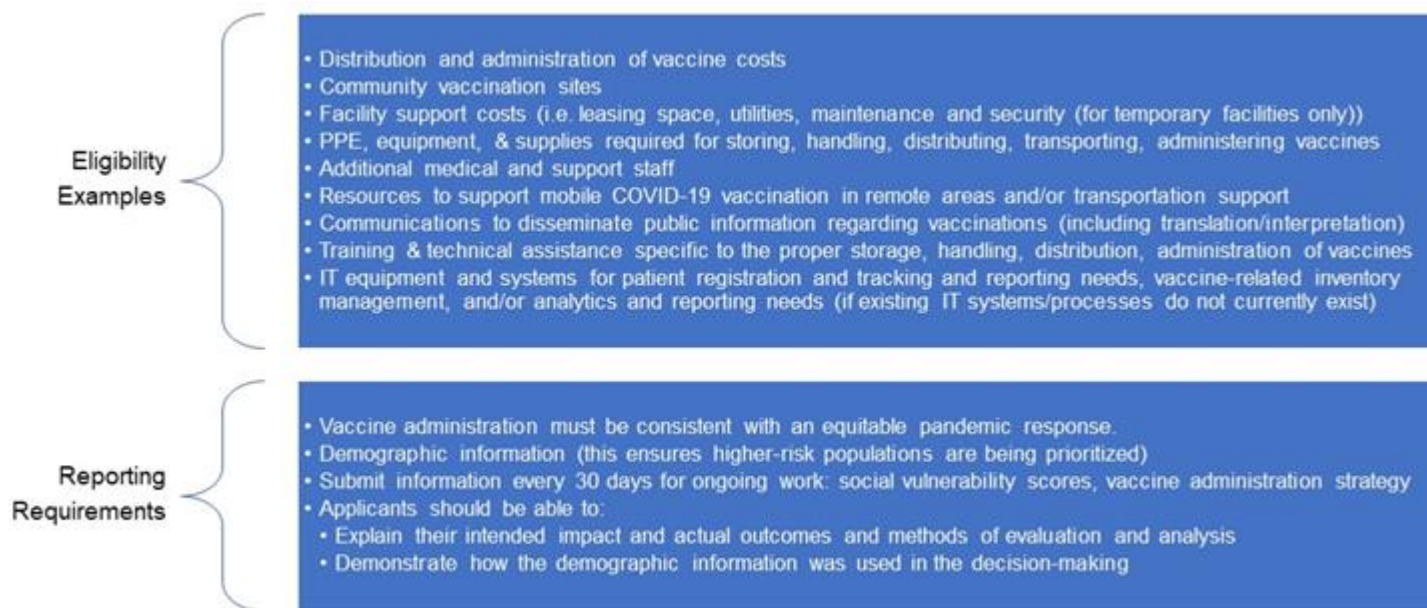 Eligibility
Examples
• Distribution and administration of vaccine costs
• Community vaccination sites
• Facility support costs (i.e. leasing space, utilities, maintenance and security (for temporary facilities only))
• PPE, equipment, & supplies required for storing, handling, distributing, transporting, administering vaccines
• Additional medical and support staff
• Resources to support mobile COVID-19 vaccination in remote areas and/or transportation support
• Communications to disseminate public information regarding vaccinations (including translation/interpretation)
• Training & technical assistance specific to the proper storage, handling, distribution, administration of vaccines
• IT equipment and systems for patient registration and tracking and reporting needs, vaccine-related inventory
management, and/or analytics and reporting needs (if existing IT systems/processes do not currently exist)
Reporting
Requirements
• Vaccine administration must be consistent with an equitable pandemic response.
• Demographic information (this ensures higher-risk populations are being prioritized)
• Submit information every 30 days for ongoing work: social vulnerability scores, vaccine administration strategy
• Applicants should be able to:
• Explain their intended impact and actual outcomes and methods of evaluation and analysis
• Demonstrate how the demographic information was used in the decision-making